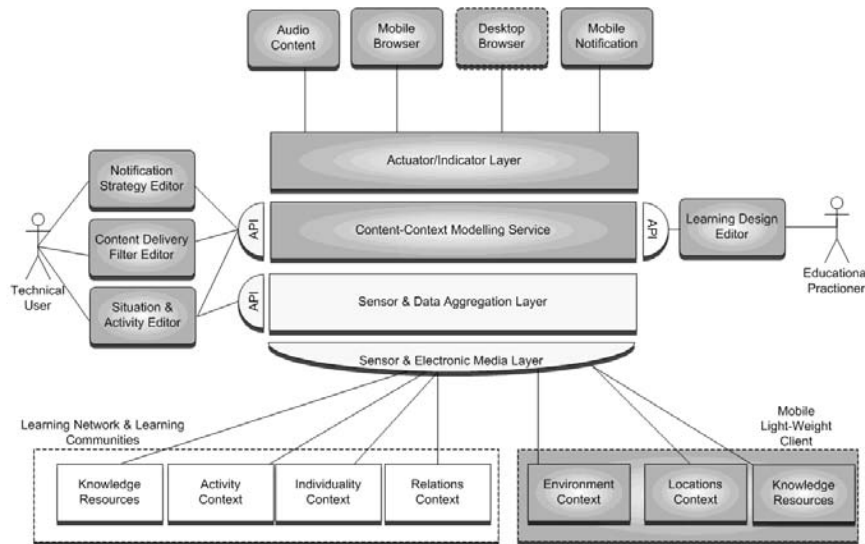 Audio
Content
Mobile
Browser
Desktop
Browser
Mobile
Notification
Actuator/Indicator Layer
Notification
Strategy Editor
API
Content-Context Modelling Service
API
Learning Design
Editor
Content Delivery
Filter Editor
Technical
User
Educational
Practioner
Situation &
Activity Editor
API
Sensor & Data Aggregation Layer
Sensor & Electronic Media Layer
Learning Network & Learning
Communities
Mobile
Light-Weight
Client
Knowledge
Resources
Activity
Context
Individuality
Context
Relations
Context
Environment
Context
Locations
Context
Knowledge
Resources